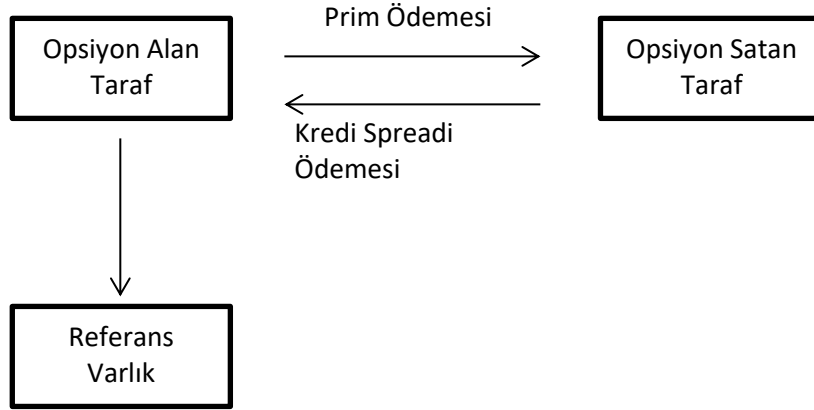 Prim Ödemesi
Opsiyon Alan
Taraf
Opsiyon Satan
Taraf
Kredi Spreadi
Ödemesi
Referans
Varlık